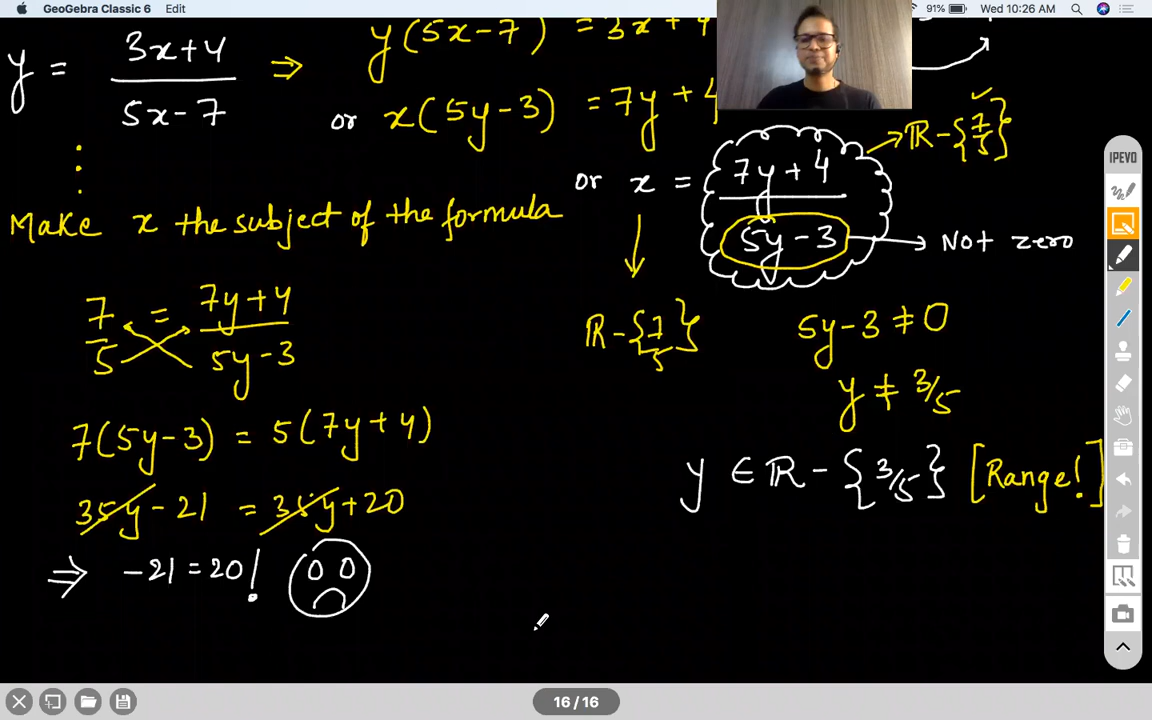 GeoGebra Classic 6 Edit 91% Wed 10:26 AM
y = 3x+4 / 5x-7 ⇒ y(5x-7) = 3x+4
or x(5y-3) = 7y+4
ℝ-{7/5}
or x = 7y+4 / 5y-3 → Not zero
⋮
Make x the subject of the formula
7/5 = 7y+4 / 5y-3
ℝ-{7/5}
5y-3 ≠ 0
y ≠ 3/5
7(5y-3) = 5(7y+4)
y ∈ ℝ - {3/5} [Range!]
35y-21 = 35y+20
⇒ -21 = 20!
IPEVO
16/16